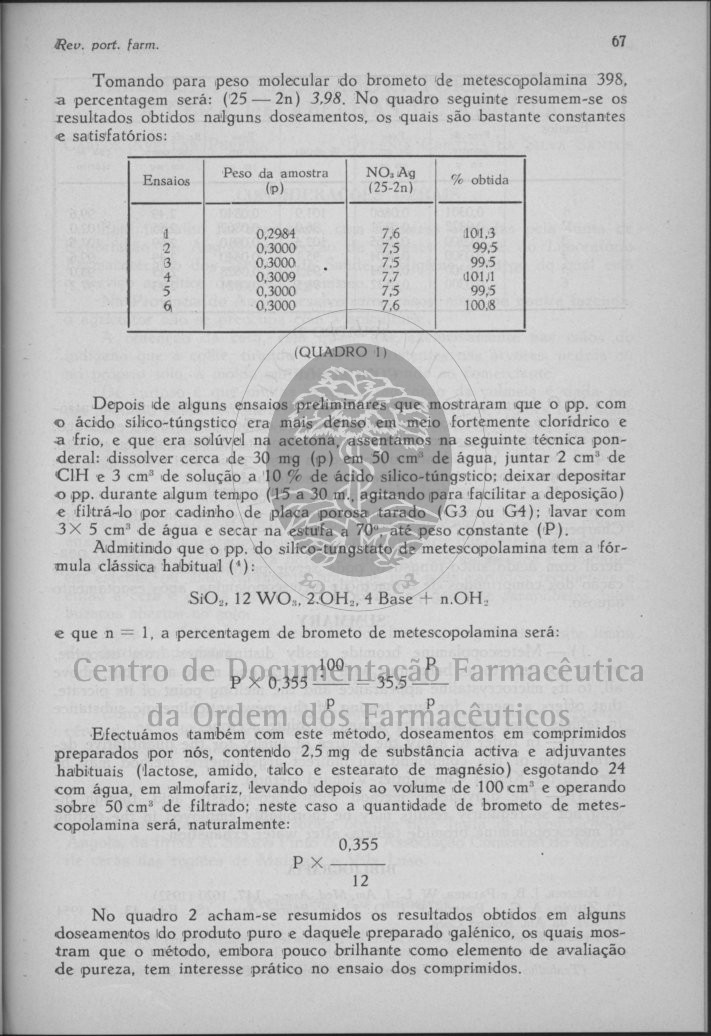 Rev. port. farm. 67
Tomando para peso molecular do brometo de metescopolamina 398,
a percentagem será: (25 — 2n) 3,98. No quadro seguinte resumem-se os
resultados obtidos nalguns doseamentos, os quais são bastante constantes
e satisfatórios:
Ensaios Peso da amostra (p) NO₃Ag (25-2n) % obtida
1 0,2984 7,6 101,3
2 0,3000 7,5 99,5
3 0,3000 7,5 99,5
4 0,3009 7,7 101,1
5 0,3000 7,5 99,5
6 0,3000 7,6 100,8
(QUADRO 1)
Depois de alguns ensaios preliminares que mostraram que o pp. com
o ácido sílico-túngstico era mais denso em meio fortemente clorídrico e
a frio, e que era solúvel na acetona, assentámos na seguinte técnica pon-
deral: dissolver cerca de 30 mg (p) em 50 cm³ de água, juntar 2 cm³ de
ClH e 3 cm³ de solução a 10 % de ácido sílico-túngstico; deixar depositar
o pp. durante algum tempo (15 a 30 m., agitando para facilitar a deposição)
e filtrá-lo por cadinho de placa porosa tarado (G3 ou G4); lavar com
3 × 5 cm³ de água e secar na estufa a 70° até peso constante (P).
Admitindo que o pp. do silico-tungstato de metescopolamina tem a fór-
mula clássica habitual (⁴):
SiO₂, 12 WO₃, 2.OH₂, 4 Base + n.OH₂
e que n = 1, a percentagem de brometo de metescopolamina será:
100 P
P × 0,355 —— = 35,5 ——
p p
Centro de Documentação Farmacêutica
da Ordem dos Farmacêuticos
Efectuámos também com este método, doseamentos em comprimidos
preparados por nós, contendo 2,5 mg de substância activa e adjuvantes
habituais (lactose, amido, talco e estearato de magnésio) esgotando 24
com água, em almofariz, levando depois ao volume de 100 cm³ e operando
sobre 50 cm³ de filtrado; neste caso a quantidade de brometo de metes-
copolamina será, naturalmente:
0,355
P × ——
12
No quadro 2 acham-se resumidos os resultados obtidos em alguns
doseamentos do produto puro e daquele preparado galénico, os quais mos-
tram que o método, embora pouco brilhante como elemento de avaliação
de pureza, tem interesse prático no ensaio dos comprimidos.